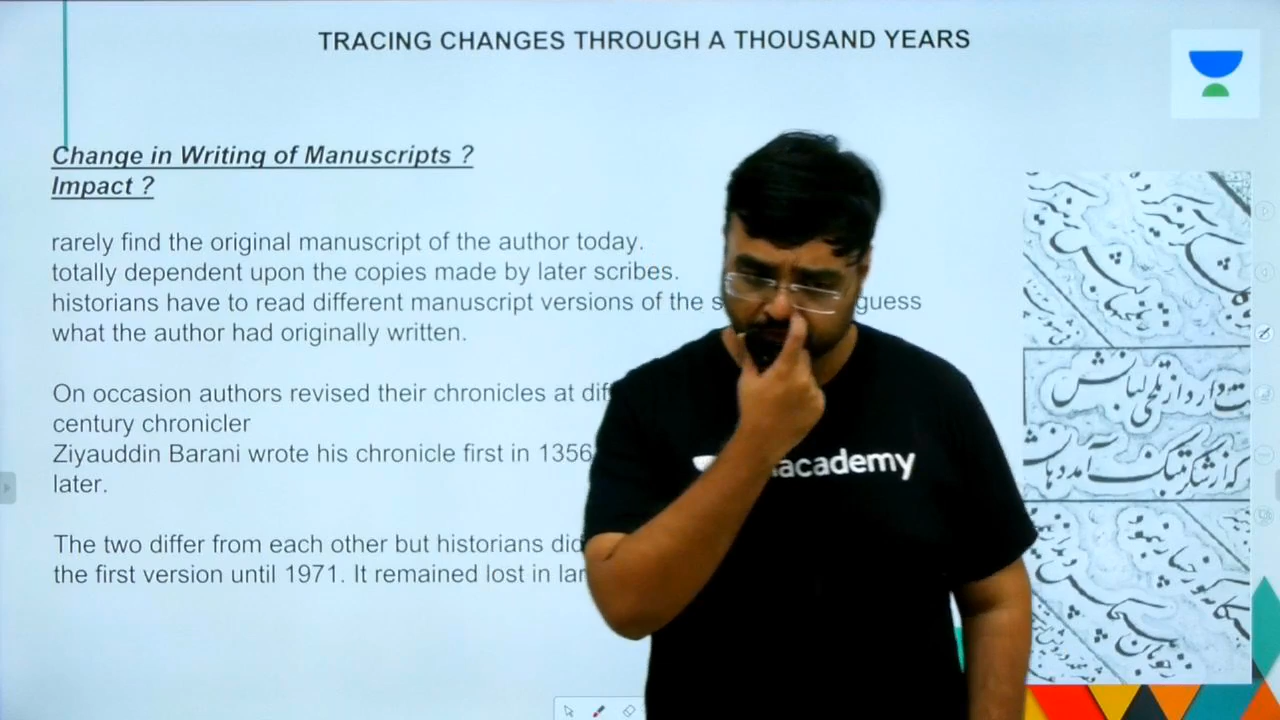 TRACING CHANGES THROUGH A THOUSAND YEARS
Change in Writing of Manuscripts ?
Impact ?
rarely find the original manuscript of the author today.
totally dependent upon the copies made by later scribes.
historians have to read different manuscript versions of the guess
what the author had originally written.
On occasion authors revised their chronicles at
century chronicler
Ziyauddin Barani wrote his chronicle first in 1356
later.
The two differ from each other but historians did
the first version until 1971. It remained lost in
academy